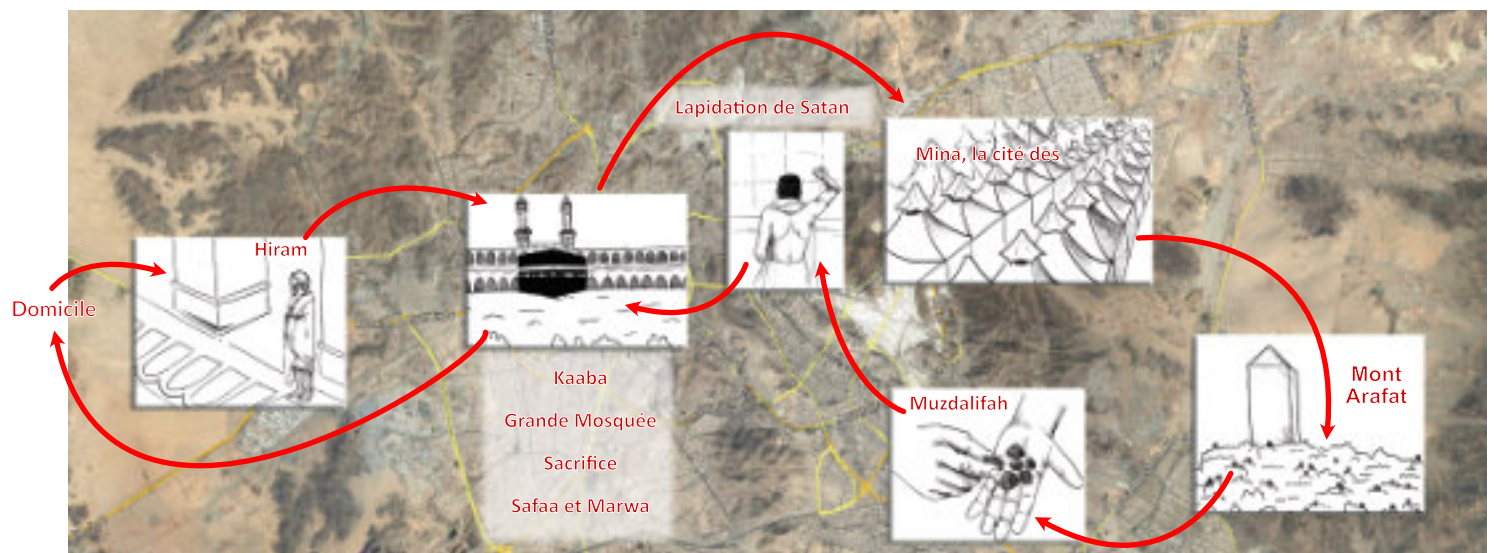 Lapidation de Satan
Mina, la cité des
Hiram
Domicile
Kaaba
Grande Mosquée
Sacrifice
Safaa et Marwa
Muzdalifah
Mont
Arafat